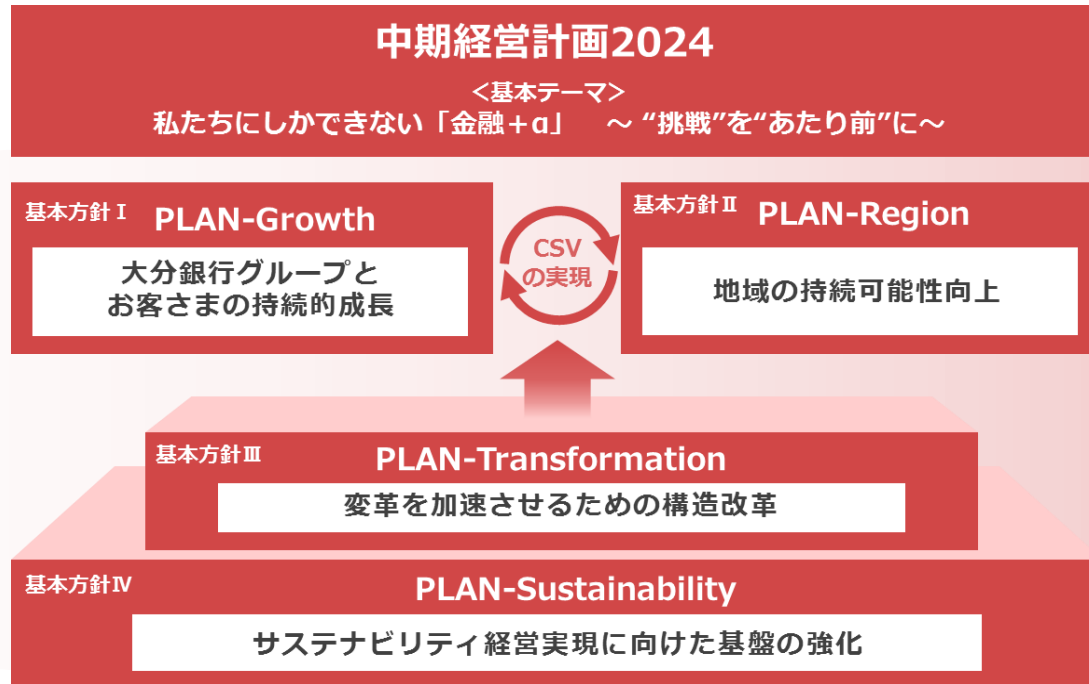 中期経営計画2024
＜基本テーマ＞
私たちにしかできない「金融＋α」　～ “挑戦”を“あたり前”に～
基本方針Ⅰ
PLAN-Growth
大分銀行グループと
お客さまの持続的成長
CSV
の実現
基本方針Ⅱ
PLAN-Region
地域の持続可能性向上
基本方針Ⅲ
PLAN-Transformation
変革を加速させるための構造改革
基本方針Ⅳ
PLAN-Sustainability
サステナビリティ経営実現に向けた基盤の強化